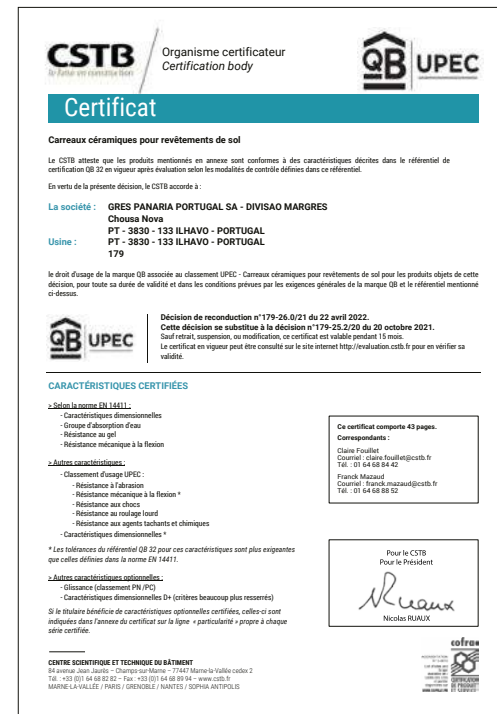 CSTB
le futur en construction
Organisme certificateur
Certification body
QB UPEC
Certificat
Carreaux céramiques pour revêtements de sol
Le CSTB atteste que les produits mentionnés en annexe sont conformes à des caractéristiques décrites dans le référentiel de
certification QB 32 en vigueur après évaluation selon les modalités de contrôle définies dans ce référentiel.
En vertu de la présente décision, le CSTB accorde à :
La société : GRES PANARIA PORTUGAL SA - DIVISAO MARGRES
Chousa Nova
PT - 3830 - 133 ILHAVO - PORTUGAL
Usine : PT - 3830 - 133 ILHAVO - PORTUGAL
179
le droit d'usage de la marque QB associée au classement UPEC - Carreaux céramiques pour revêtements de sol pour les produits objets de cette
décision, pour toute sa durée de validité et dans les conditions prévues par les exigences générales de la marque QB et le référentiel mentionné
ci-dessus.
QB UPEC
Décision de reconduction n°179-26.0/21 du 22 avril 2022.
Cette décision se substitue à la décision n°179-25.2/20 du 20 octobre 2021.
Sauf retrait, suspension, ou modification, ce certificat est valable pendant 15 mois.
Le certificat en vigueur peut être consulté sur le site internet http://evaluation.cstb.fr pour en vérifier sa
validité.
CARACTÉRISTIQUES CERTIFIÉES
> Selon la norme EN 14411 :
- Caractéristiques dimensionnelles
- Groupe d'absorption d'eau
- Résistance au gel
- Résistance mécanique à la flexion
> Autres caractéristiques :
- Classement d'usage UPEC :
- Résistance à l'abrasion
- Résistance mécanique à la flexion *
- Résistance aux chocs
- Résistance au roulage lourd
- Résistance aux agents tachants et chimiques
- Caractéristiques dimensionnelles *
* Les tolérances du référentiel QB 32 pour ces caractéristiques sont plus exigeantes
que celles définies dans la norme EN 14411.
> Autres caractéristiques optionnelles :
- Glissance (classement PN /PC)
- Caractéristiques dimensionnelles D+ (critères beaucoup plus resserrés)
Si le titulaire bénéficie de caractéristiques optionnelles certifiées, celles-ci sont
indiquées dans l'annexe du certificat sur la ligne « particularité » propre à chaque
série certifiée.
Ce certificat comporte 43 pages.
Correspondants :
Claire Fouillet
Courriel : claire.fouillet@cstb.fr
Tél. : 01 64 68 84 42
Franck Mazaud
Courriel : franck.mazaud@cstb.fr
Tél. : 01 64 68 88 52
Pour le CSTB
Pour le Président
Ruaux
Nicolas RUAUX
CENTRE SCIENTIFIQUE ET TECHNIQUE DU BÂTIMENT
84 avenue Jean Jaurès – Champs-sur-Marne – 77447 Marne-la-Vallée cedex 2
Tél. : +33 (0)1 64 68 82 82 – Fax : +33 (0)1 64 68 89 94 – www.cstb.fr
MARNE-LA-VALLÉE / PARIS / GRENOBLE / NANTES / SOPHIA ANTIPOLIS
cofrac
CERTIFICATION
DE PRODUITS
ET SERVICES